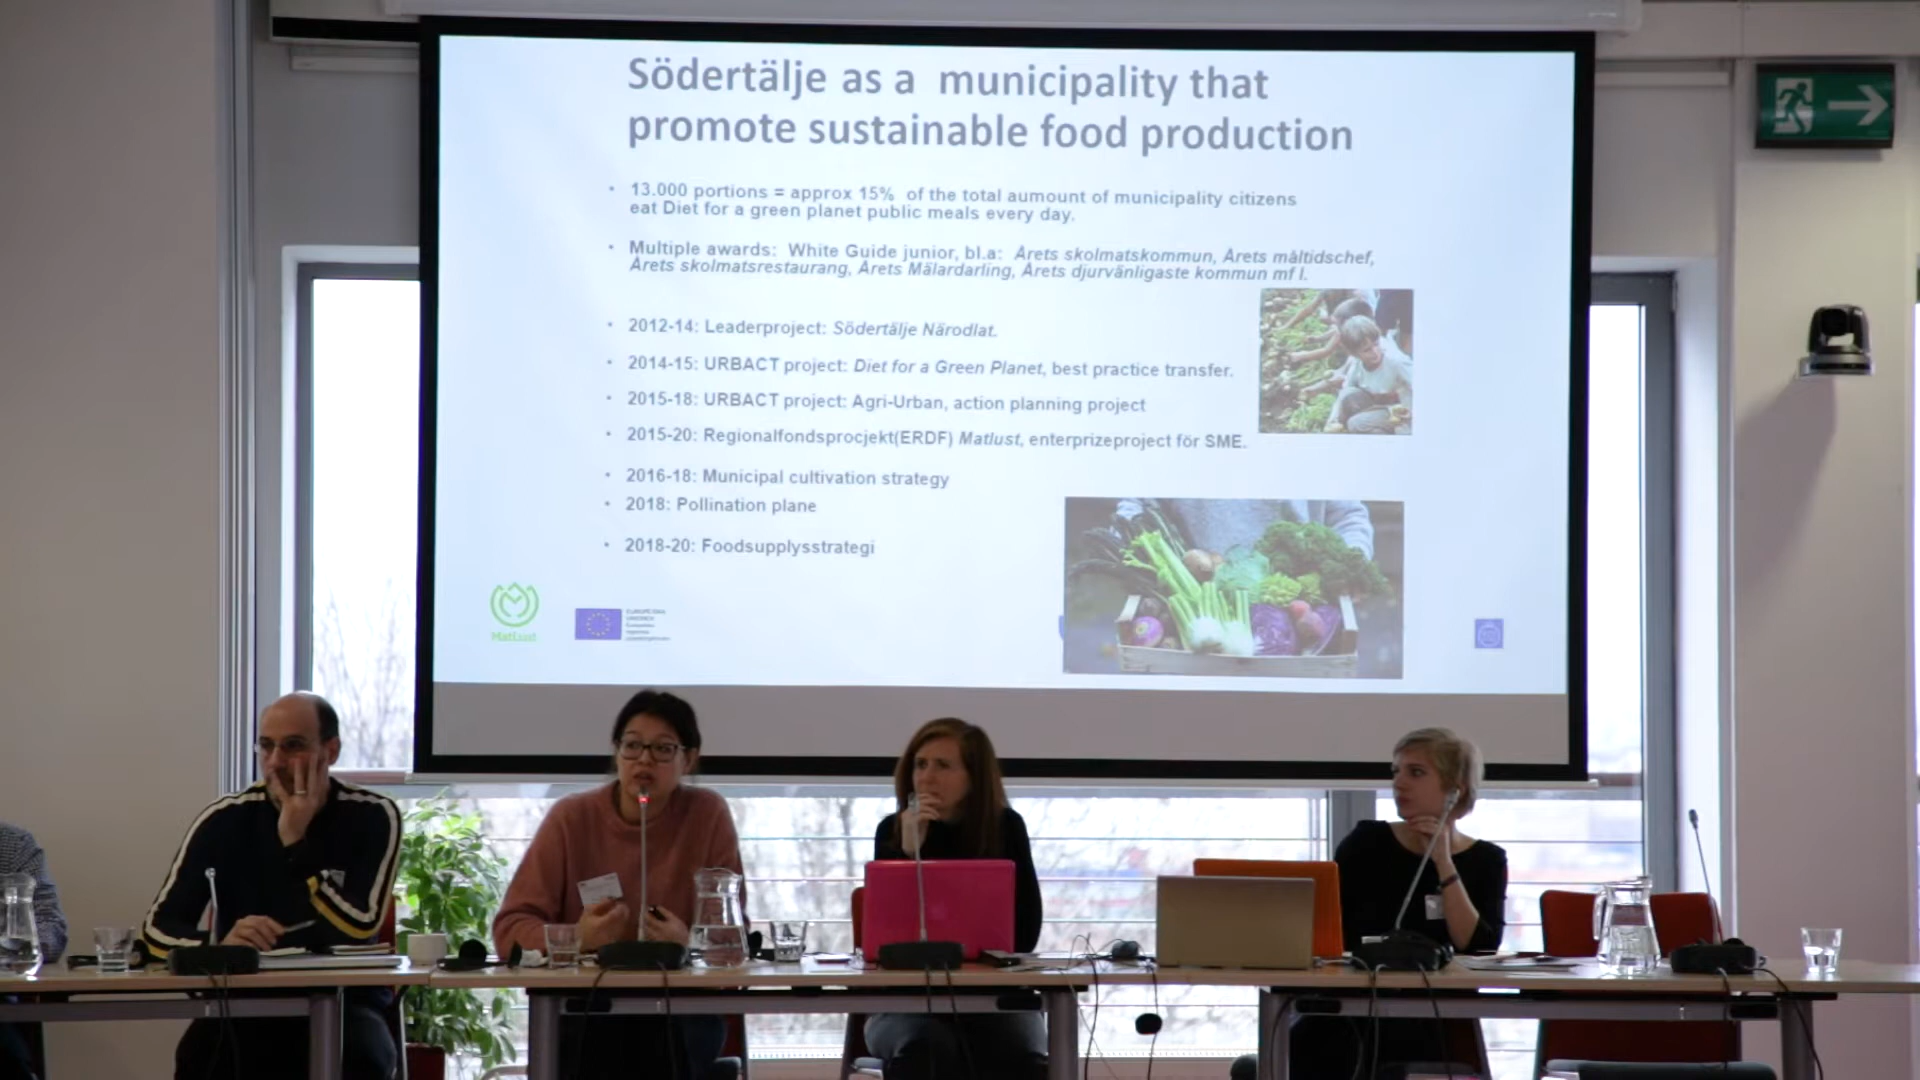 Södertälje as a municipality that
promote sustainable food production
• 13.000 portions = approx 15% of the total aumount of municipality citizens
eat Diet for a green planet public meals every day.
• Multiple awards: White Guide junior, bl.a: Årets skolmatskommun, Årets måltidschef,
Årets skolmatsrestaurang, Årets Mälardarling, Årets djurvänligaste kommun mf l.
• 2012-14: Leaderproject: Södertälje Närodlat.
• 2014-15: URBACT project: Diet for a Green Planet, best practice transfer.
• 2015-18: URBACT project: Agri-Urban, action planning project
• 2015-20: Regionalfondsprocjekt(ERDF) Matlust, enterprizeproject för SME.
• 2016-18: Municipal cultivation strategy
• 2018: Pollination plane
• 2018-20: Foodsupplysstrategi
MatLust
EUROPEISKA
UNIONEN